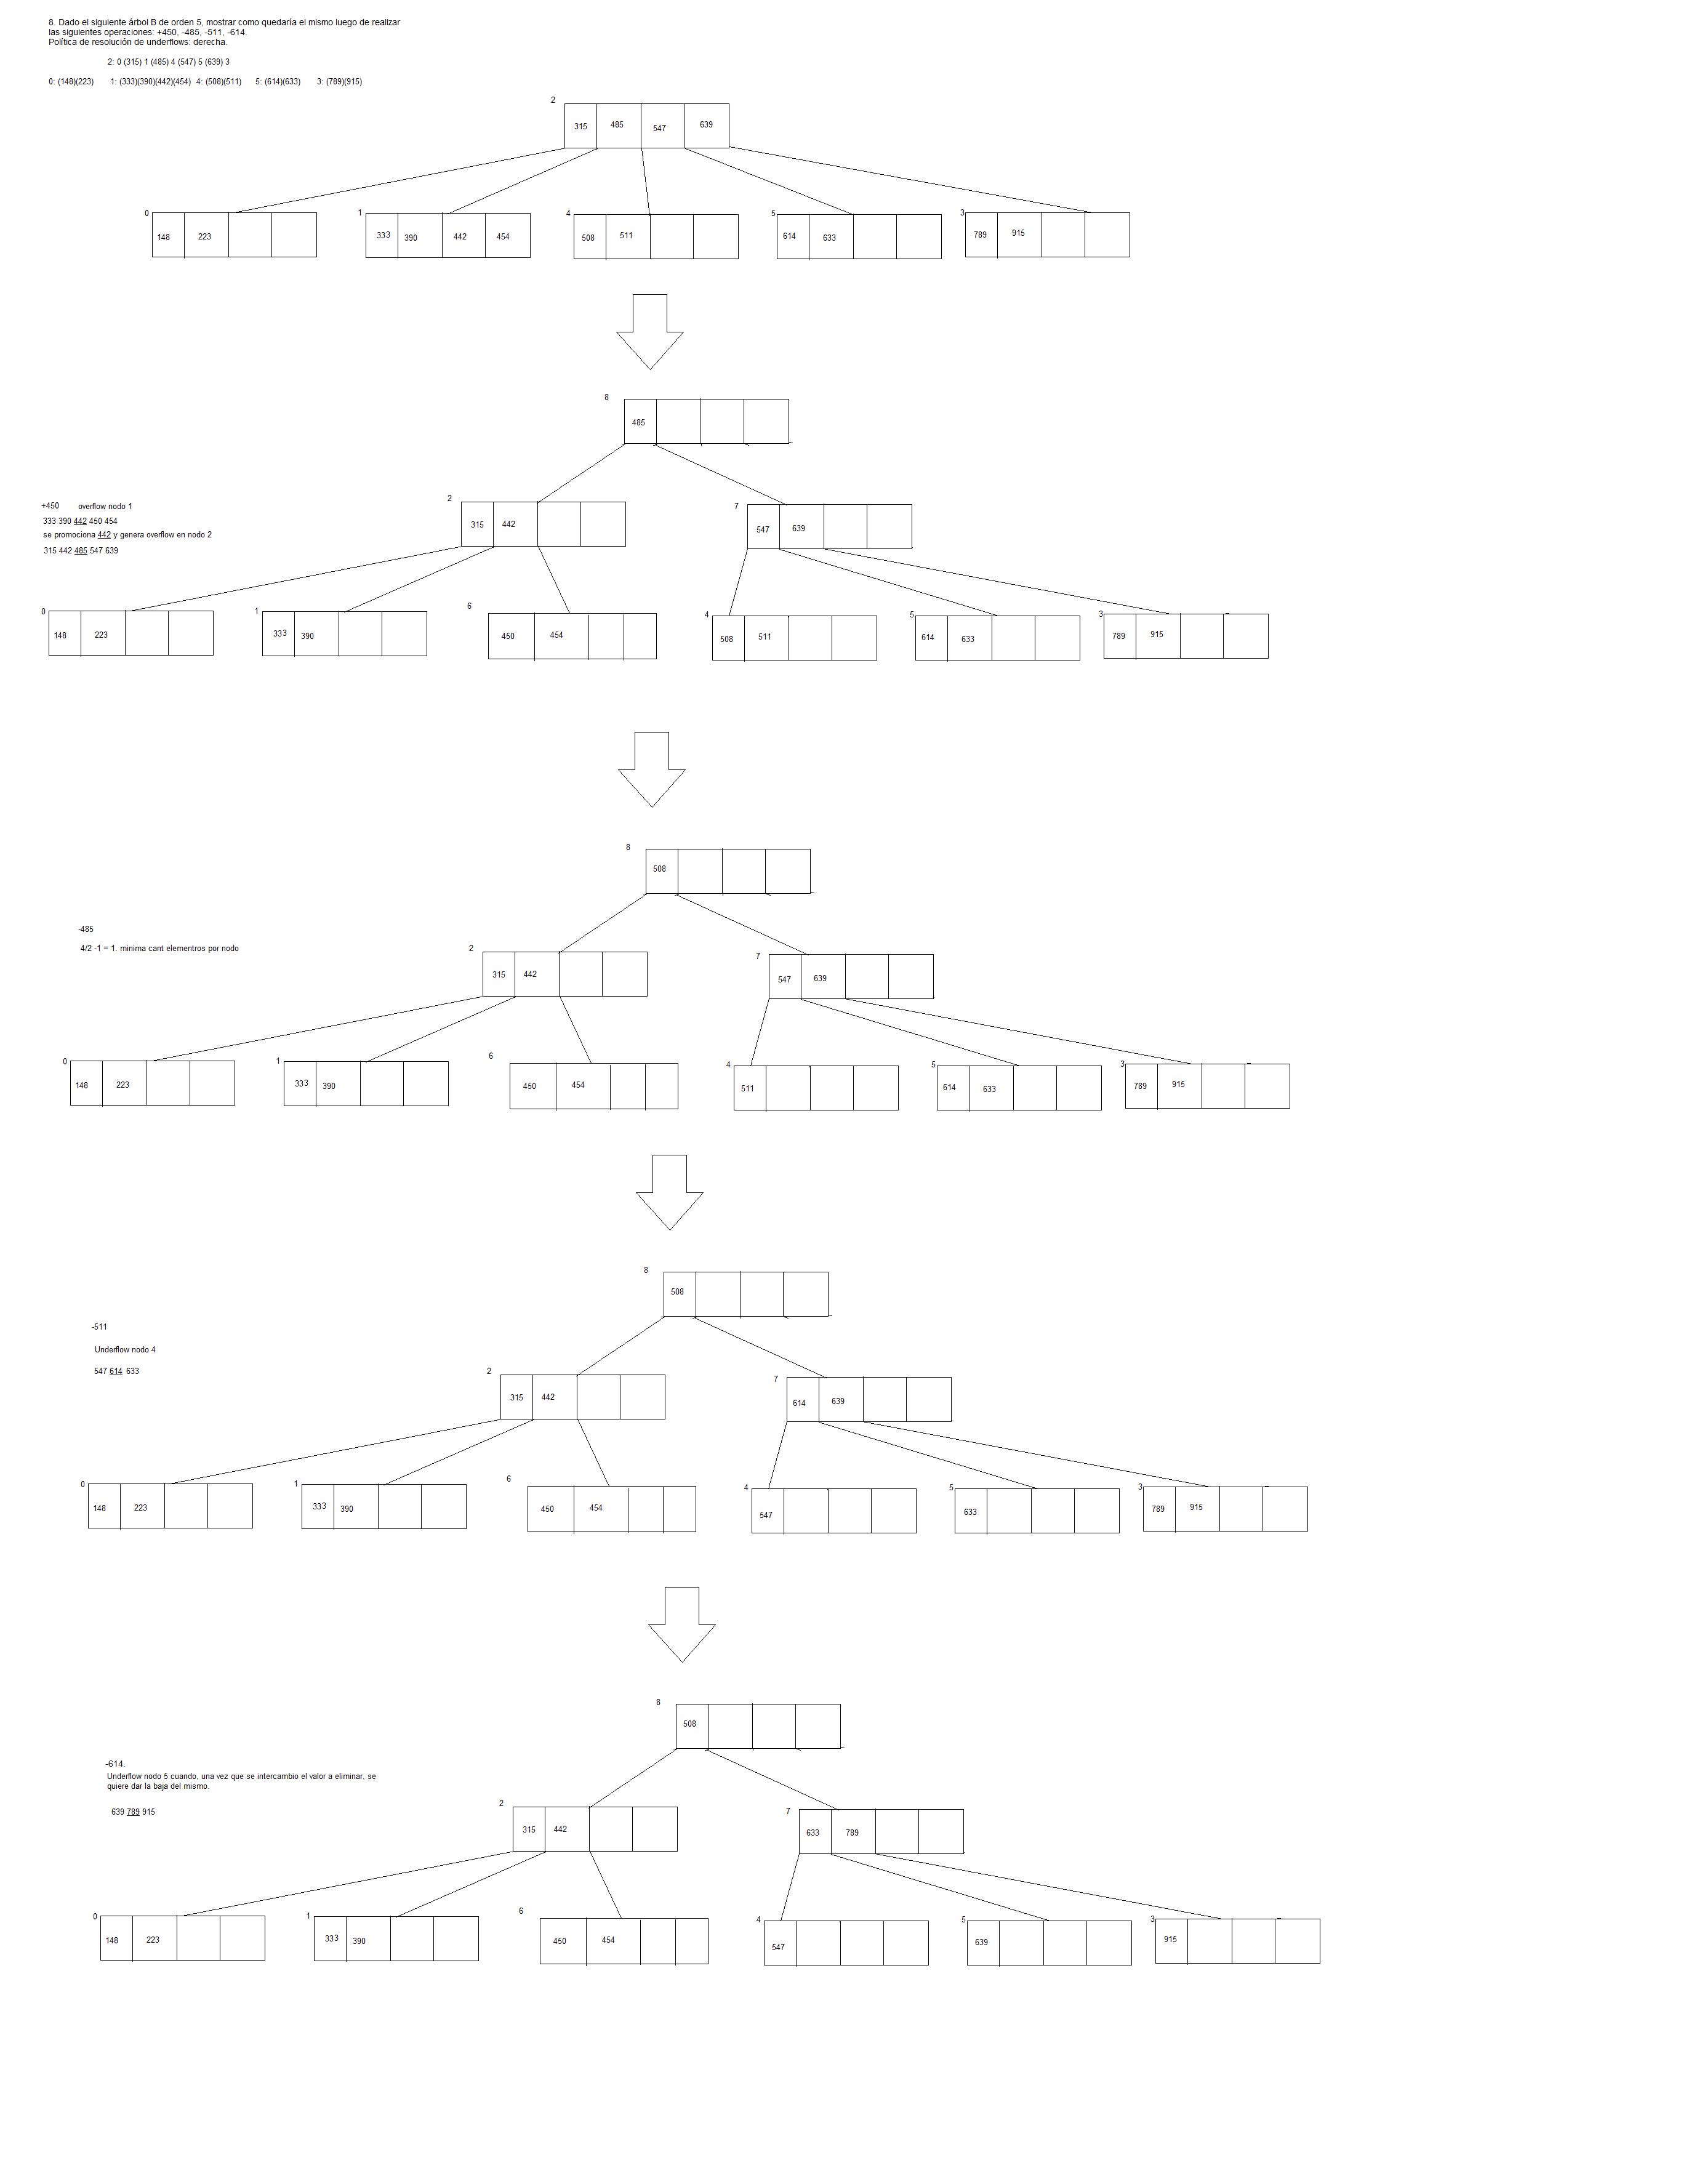 8. Dado el siguiente árbol B de orden 5, mostrar como quedaría el mismo luego de realizar
las siguientes operaciones: +450, -485, -511, -614.
Política de resolución de underflows: derecha.
2: 0 (315) 1 (485) 4 (547) 5 (639) 3
0: (148)(223) 1: (333)(390)(442)(454) 4: (508)(511) 5: (614)(633) 3: (789)(915)
2
315 485 547 639
0 1 4 5 3
148 223 333 390 442 454 508 511 614 633 789 915
8
485
2 7
315 442 547 639
+450 overflow nodo 1
333 390 442 450 454
se promociona 442 y genera overflow en nodo 2
315 442 485 547 639
0 1 6 4 5 3
148 223 333 390 450 454 508 511 614 633 789 915
8
508
-485
4/2 -1 = 1. minima cant elementros por nodo
2 7
315 442 547 639
0 1 6 4 5 3
148 223 333 390 450 454 511 614 633 789 915
8
508
-511
Underflow nodo 4
547 614 633
2 7
315 442 614 639
0 1 6 4 5 3
148 223 333 390 450 454 547 633 789 915
8
508
-614.
Underflow nodo 5 cuando, una vez que se intercambio el valor a eliminar, se
quiere dar la baja del mismo.
639 789 915
2 7
315 442 633 789
0 1 6 4 5 3
148 223 333 390 450 454 547 639 915